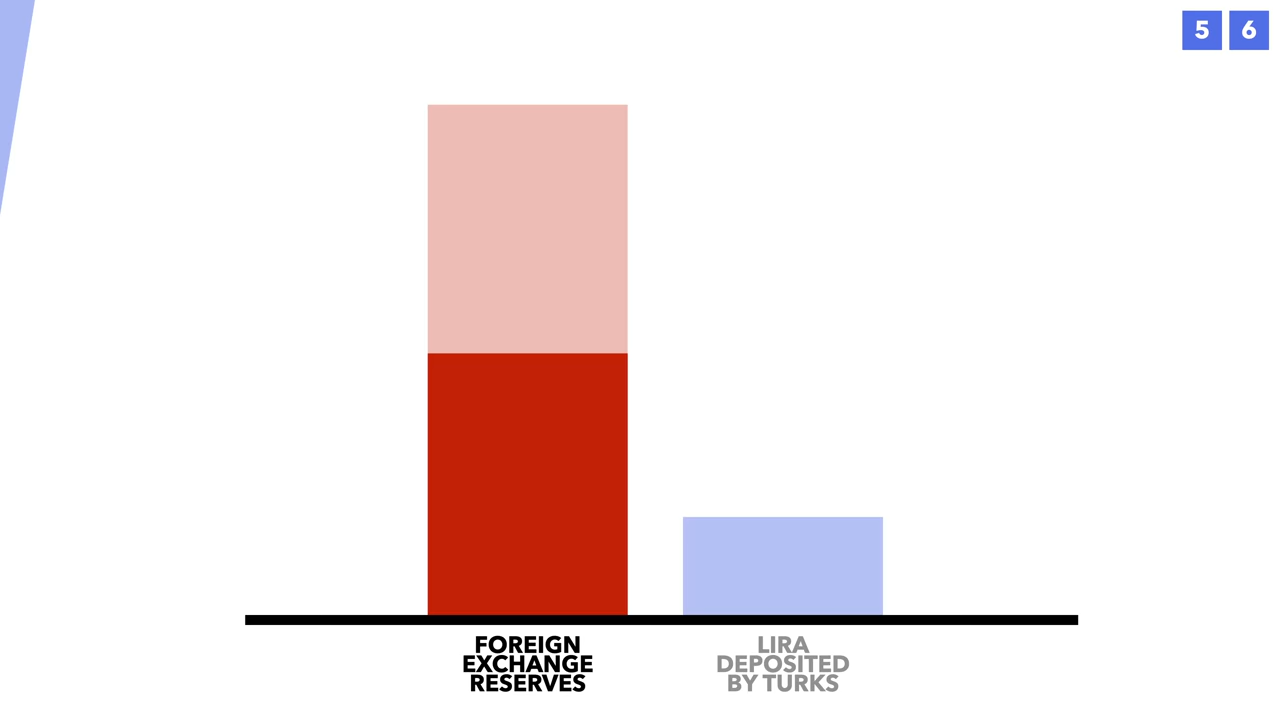 5 6
FOREIGN
EXCHANGE
RESERVES
LIRA
DEPOSITED
BY TURKS